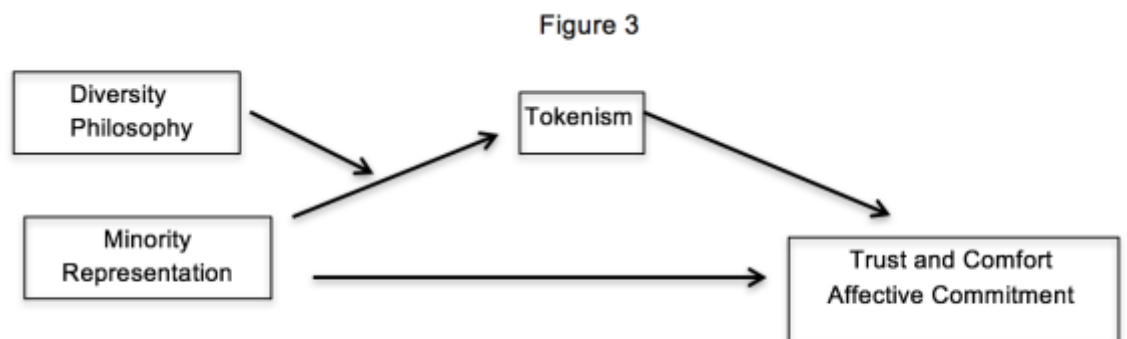 Figure 3
Diversity
Philosophy
Tokenism
Minority
Representation
Trust and Comfort
Affective Commitment